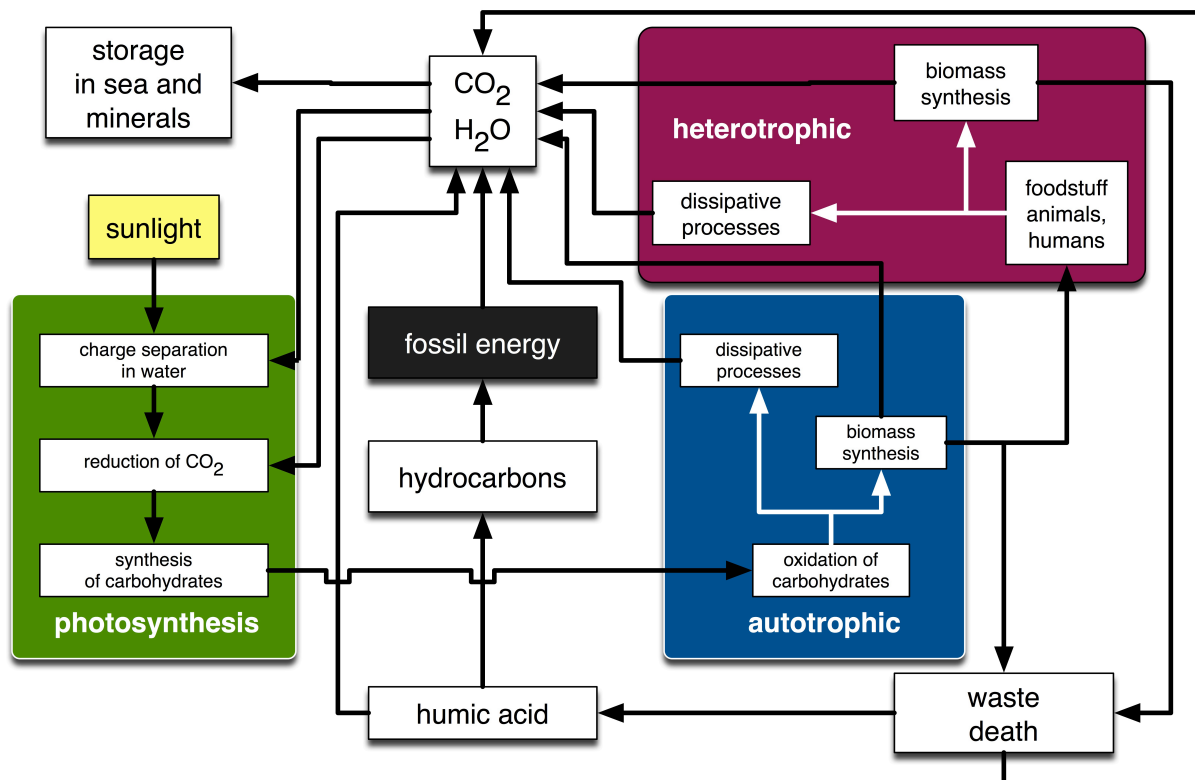 storage
in sea and
minerals
CO2
H2O
biomass
synthesis
heterotrophic
dissipative
processes
foodstuff
animals,
humans
sunlight
charge separation
in water
reduction of CO2
synthesis
of carbohydrates
photosynthesis
fossil energy
hydrocarbons
humic acid
dissipative
processes
biomass
synthesis
oxidation of
carbohydrates
autotrophic
waste
death